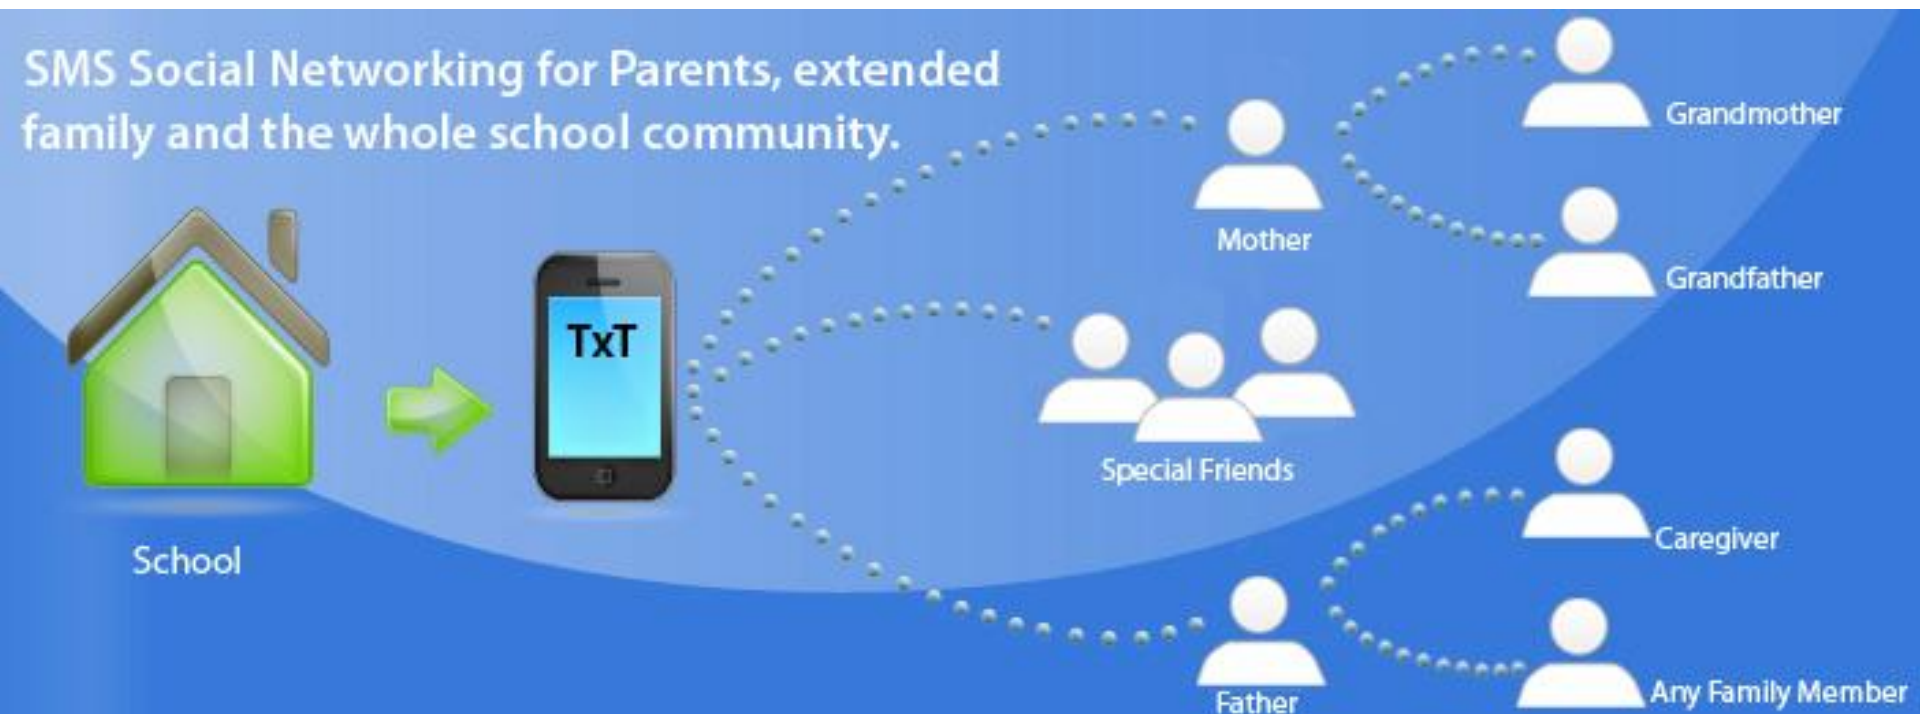 SMS Social Networking for Parents, extended
family and the whole school community.
Grandmother
Mother
Grandfather
TxT
Special Friends
School
Caregiver
Father
Any Family Member